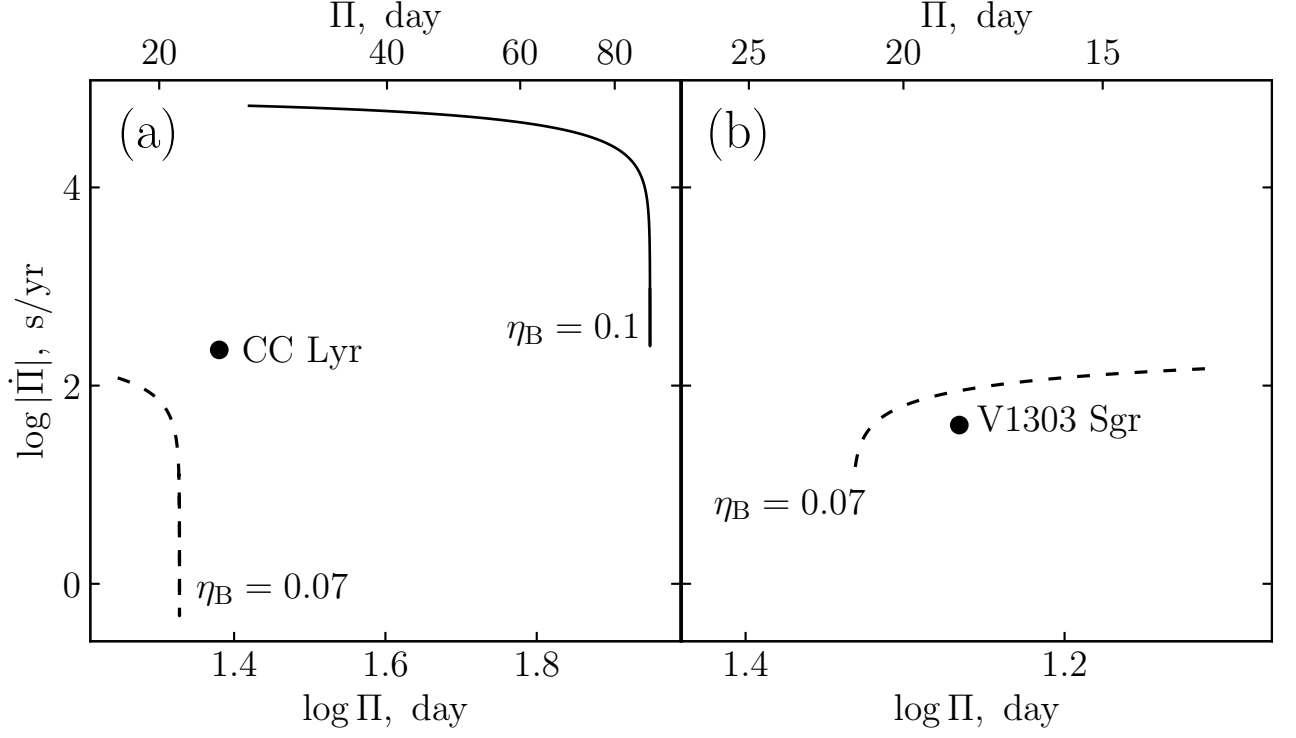 Π, day
Π, day
20 40 60 80
25 20 15
(a)
(b)
4
2
0
log |Π̇|, s/yr
η_B = 0.1
CC Lyr
V1303 Sgr
η_B = 0.07
η_B = 0.07
1.4 1.6 1.8
1.4 1.2
log Π, day
log Π, day